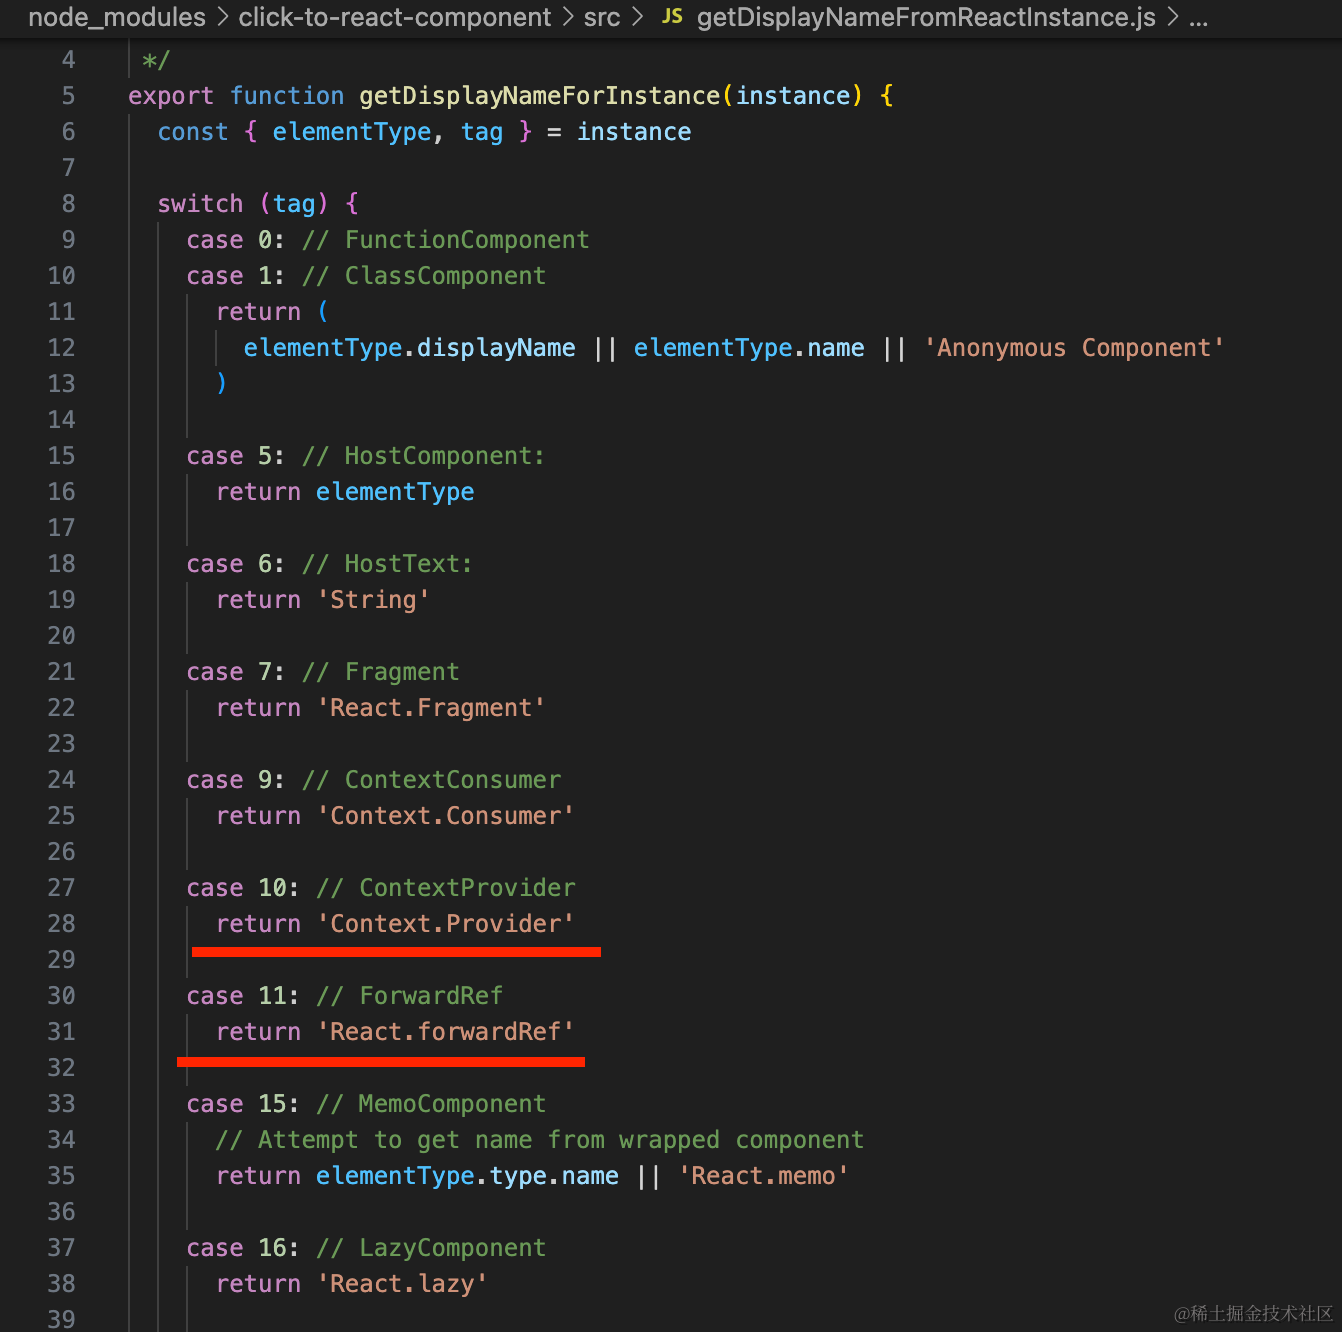 node_modules > click-to-react-component > src > JS getDisplayNameFromReactInstance.js > ...
4 */
5 export function getDisplayNameForInstance(instance) {
6 const { elementType, tag } = instance
7
8 switch (tag) {
9 case 0: // FunctionComponent
10 case 1: // ClassComponent
11 return (
12 elementType.displayName || elementType.name || 'Anonymous Component'
13 )
14
15 case 5: // HostComponent:
16 return elementType
17
18 case 6: // HostText:
19 return 'String'
20
21 case 7: // Fragment
22 return 'React.Fragment'
23
24 case 9: // ContextConsumer
25 return 'Context.Consumer'
26
27 case 10: // ContextProvider
28 return 'Context.Provider'
29
30 case 11: // ForwardRef
31 return 'React.forwardRef'
32
33 case 15: // MemoComponent
34 // Attempt to get name from wrapped component
35 return elementType.type.name || 'React.memo'
36
37 case 16: // LazyComponent
38 return 'React.lazy'
39
@稀土掘金技术社区